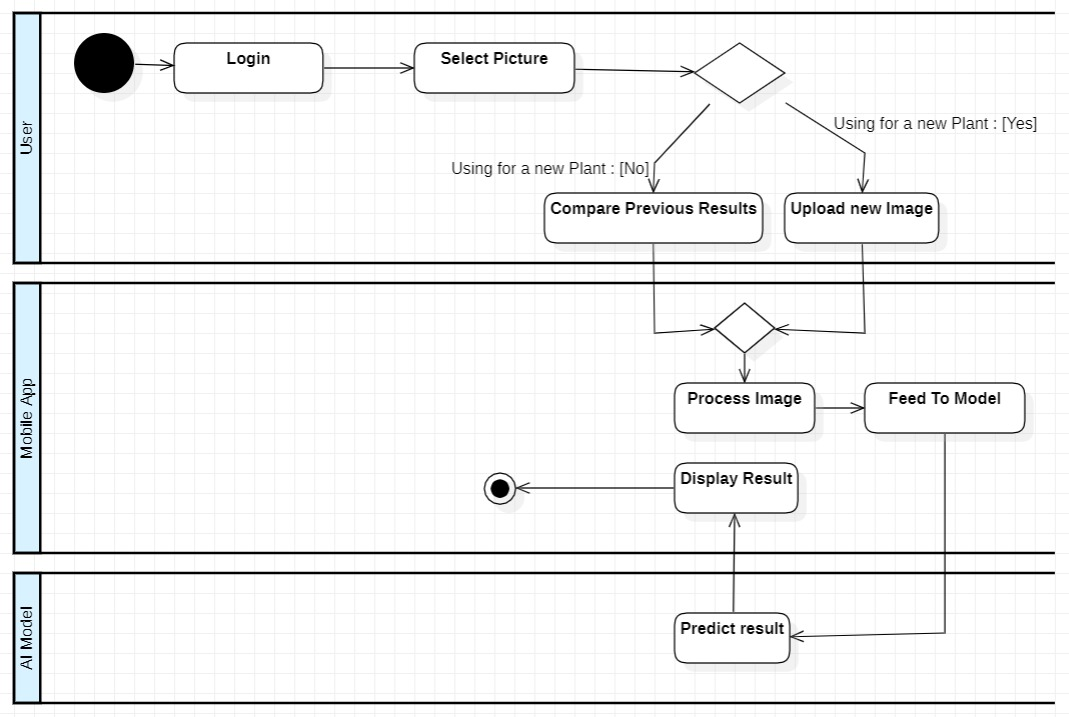 User
Login
Select Picture
Using for a new Plant : [Yes]
Using for a new Plant : [No]
Compare Previous Results
Upload new Image
Mobile App
Process Image
Feed To Model
Display Result
AI Model
Predict result